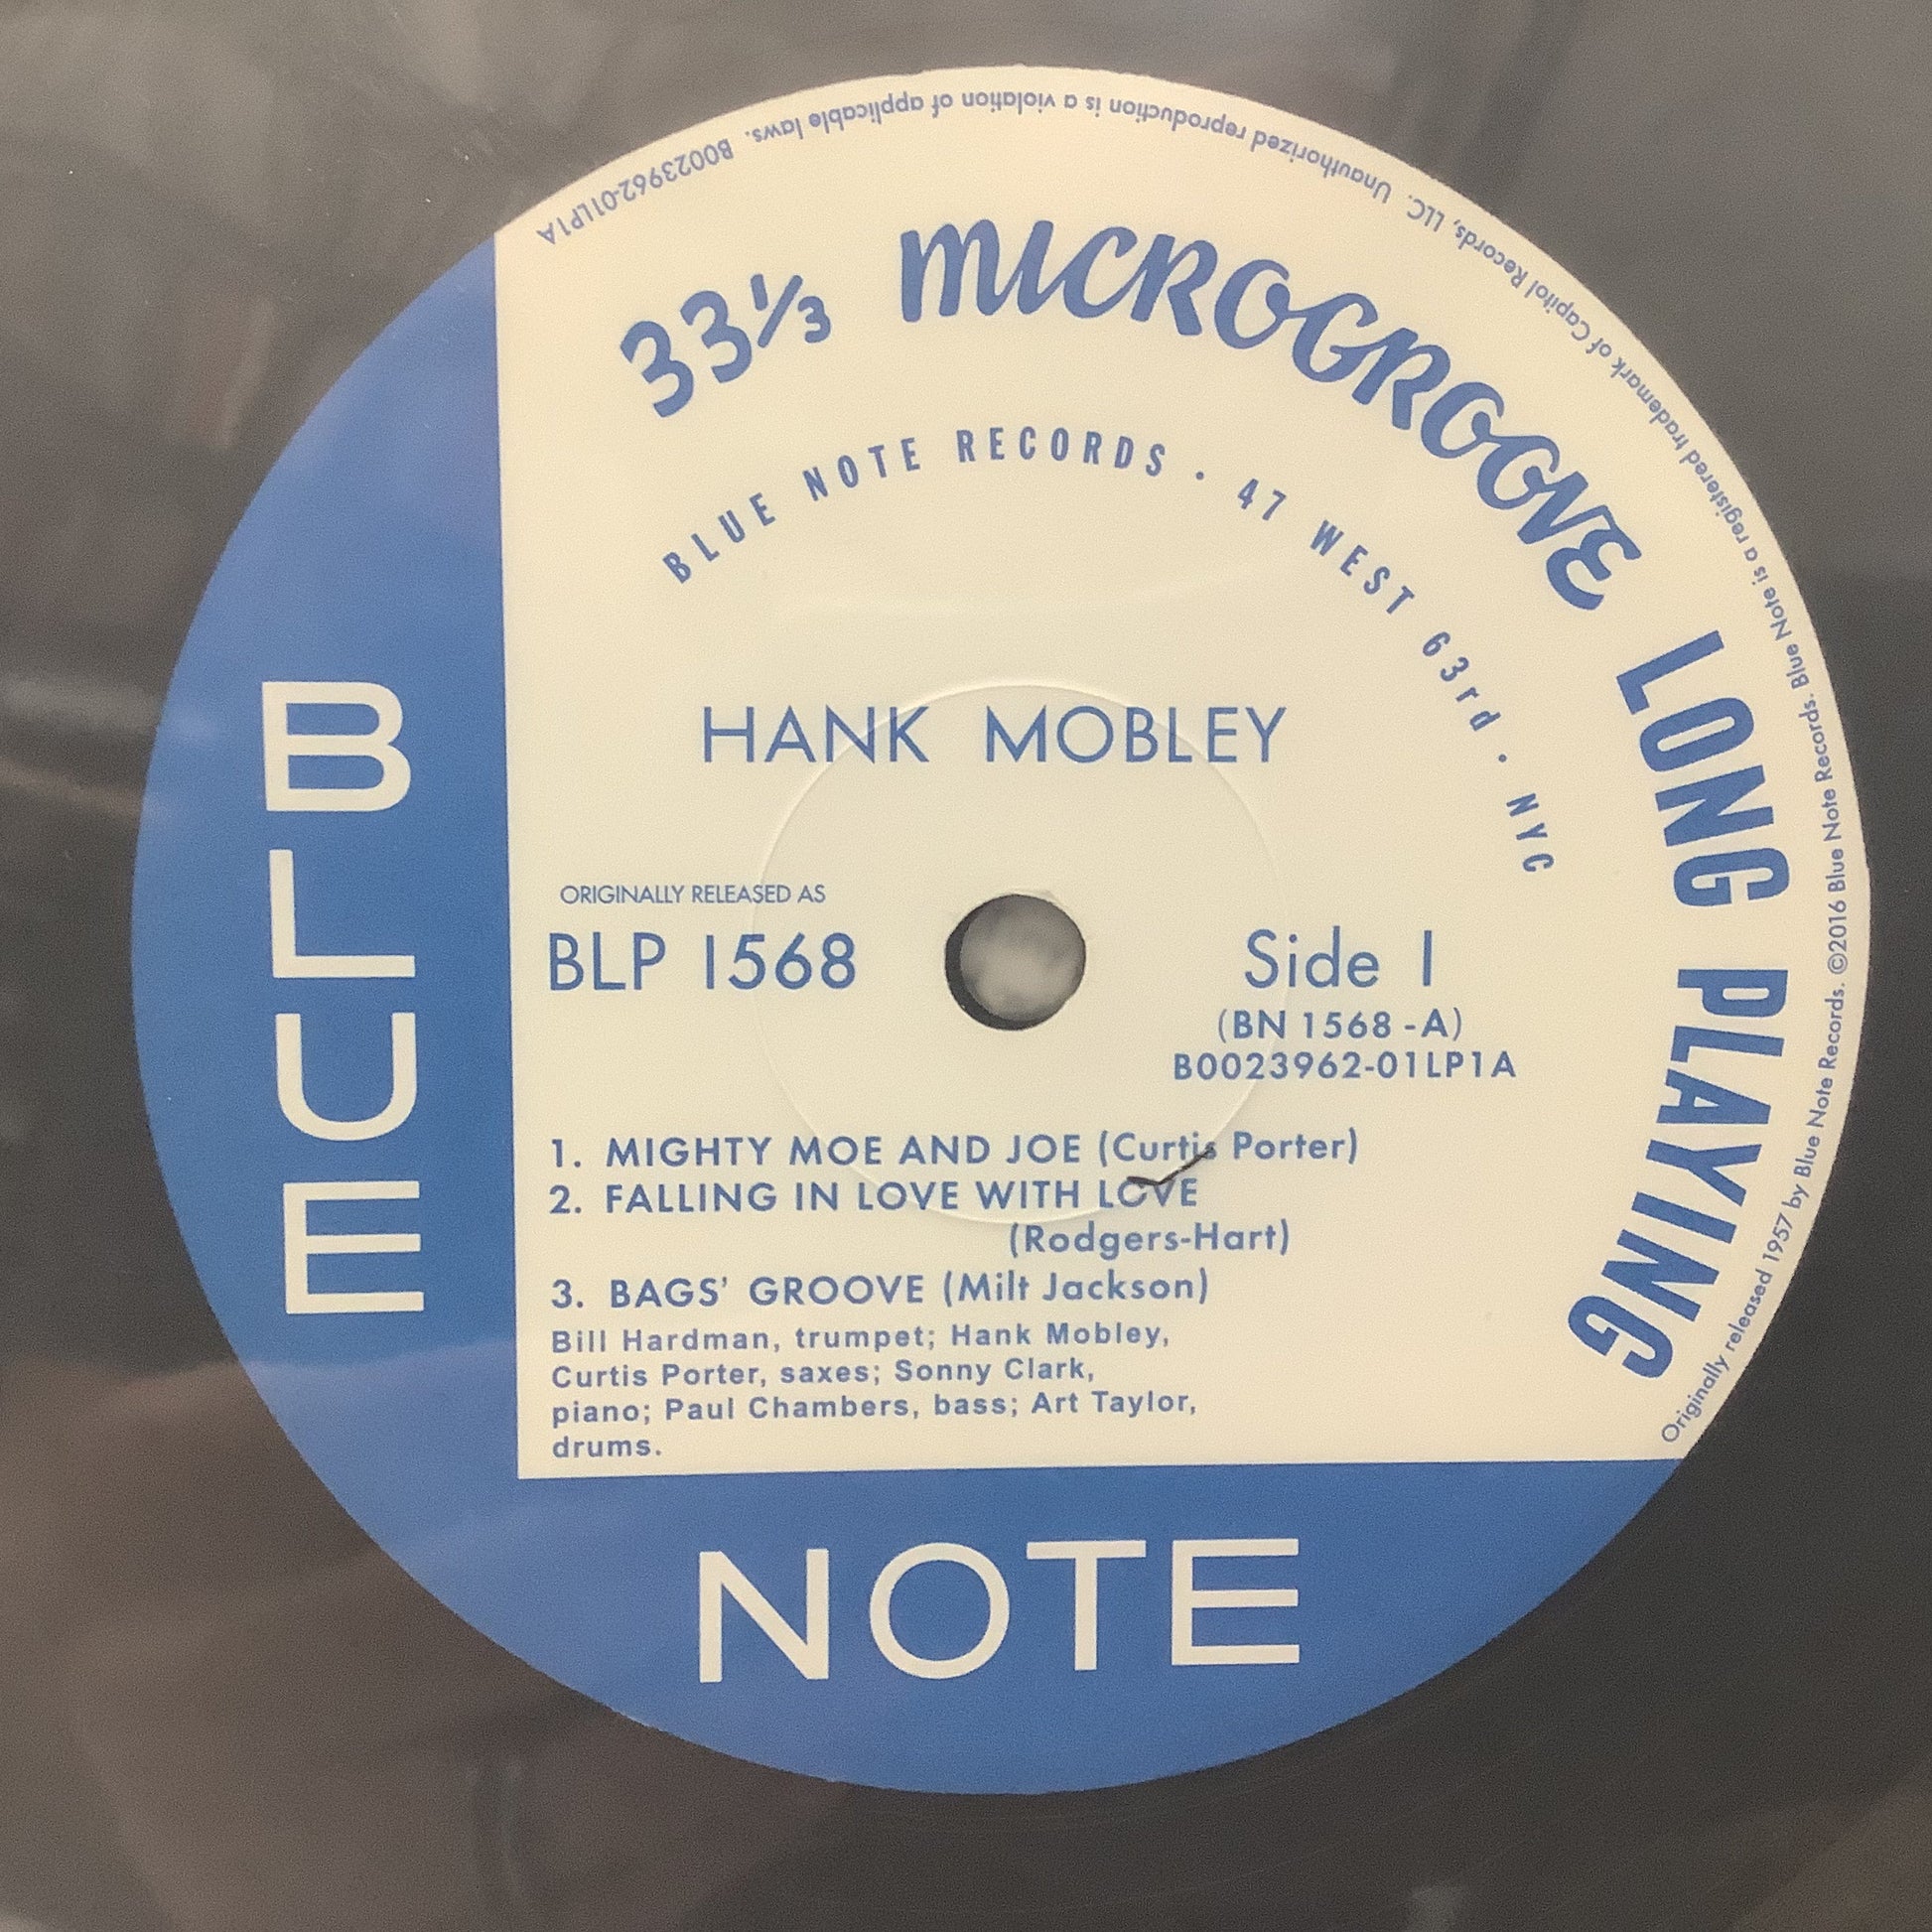 33⅓ MICROGROOVE LONG PLAYING
BLUE NOTE RECORDS · 47 WEST 63rd · NYC
HANK MOBLEY
ORIGINALLY RELEASED AS
BLP 1568
Side 1
(BN 1568 -A)
B0023962-01LP1A
1. MIGHTY MOE AND JOE (Curtis Porter)
2. FALLING IN LOVE WITH LOVE
(Rodgers-Hart)
3. BAGS' GROOVE (Milt Jackson)
Bill Hardman, trumpet; Hank Mobley,
Curtis Porter, saxes; Sonny Clark,
piano; Paul Chambers, bass; Art Taylor,
drums.
BLUE
NOTE
Originally released 1957 by Blue Note Records. ©2016 Blue Note Records. Blue Note is a registered trademark of Capitol Records, LLC. Unauthorized reproduction is a violation of applicable laws. B0023962-01LP1A